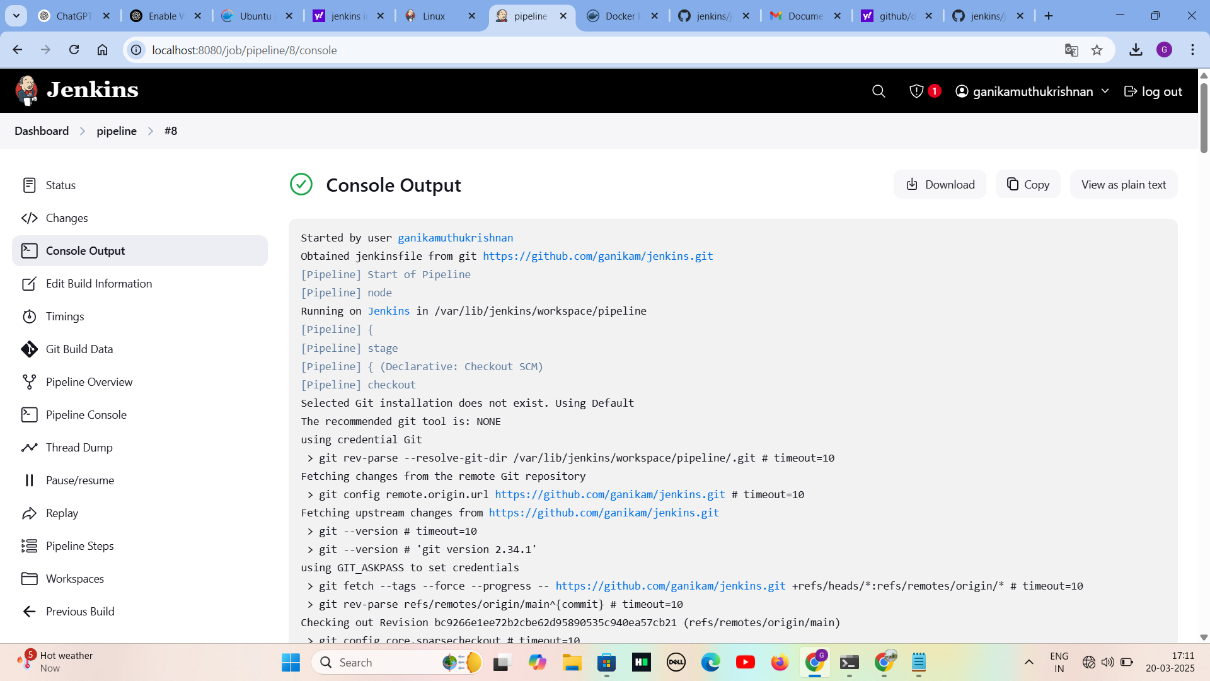 ChatGPT
Enable V
Ubuntu
jenkins i
Linux
pipeline
Docker
jenkins/j
Docume
github/c
jenkins/j
localhost:8080/job/pipeline/8/console
G
Jenkins
1
ganikamuthukrishnan
log out
Dashboard
pipeline
#8
Status
Changes
Console Output
Edit Build Information
Timings
Git Build Data
Pipeline Overview
Pipeline Console
Thread Dump
Pause/resume
Replay
Pipeline Steps
Workspaces
Previous Build
Console Output
Download
Copy
View as plain text
Started by user ganikamuthukrishnan
Obtained jenkinsfile from git https://github.com/ganikam/jenkins.git
[Pipeline] Start of Pipeline
[Pipeline] node
Running on Jenkins in /var/lib/jenkins/workspace/pipeline
[Pipeline] {
[Pipeline] stage
[Pipeline] { (Declarative: Checkout SCM)
[Pipeline] checkout
Selected Git installation does not exist. Using Default
The recommended git tool is: NONE
using credential Git
> git rev-parse --resolve-git-dir /var/lib/jenkins/workspace/pipeline/.git # timeout=10
Fetching changes from the remote Git repository
> git config remote.origin.url https://github.com/ganikam/jenkins.git # timeout=10
Fetching upstream changes from https://github.com/ganikam/jenkins.git
> git --version # timeout=10
> git --version # 'git version 2.34.1'
using GIT_ASKPASS to set credentials
> git fetch --tags --force --progress -- https://github.com/ganikam/jenkins.git +refs/heads/*:refs/remotes/origin/* # timeout=10
> git rev-parse refs/remotes/origin/main^{commit} # timeout=10
Checking out Revision bc9266e1ee72b2cbe62d95890535c940ea57cb21 (refs/remotes/origin/main)
> git config core.sparsecheckout # timeout=10
5
Hot weather
Now
Search
DELL
G
ENG
IN
17:11
20-03-2025